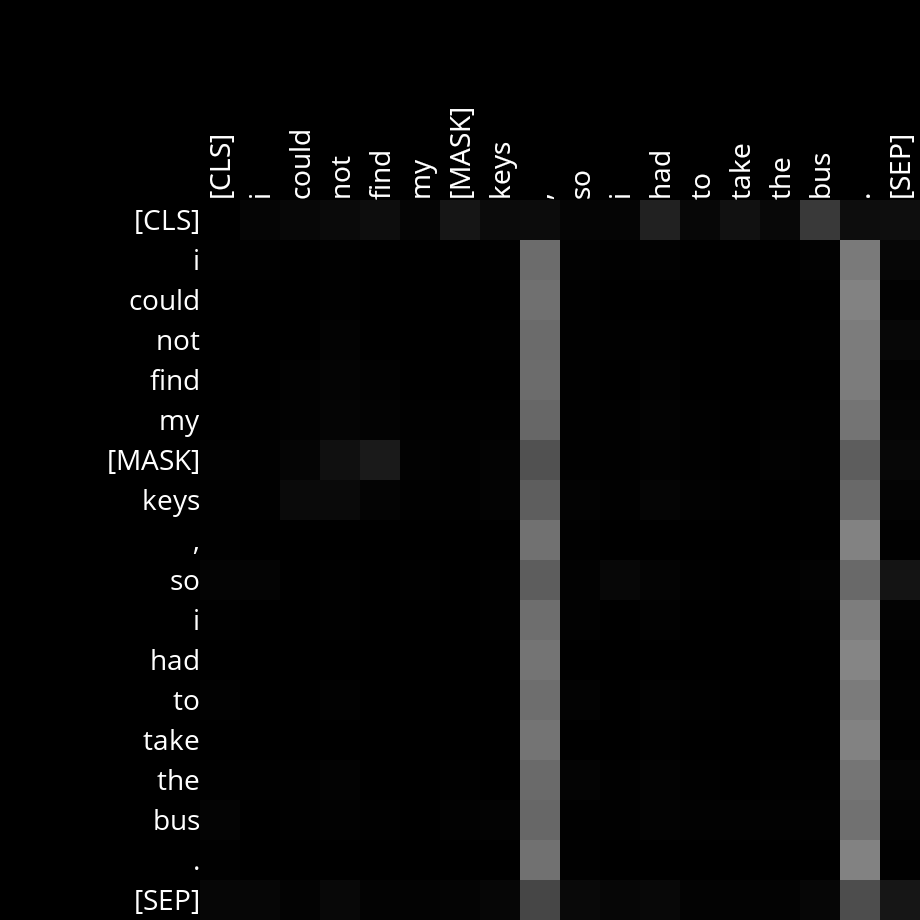 [CLS] i could not find my [MASK] keys , so i had to take the bus . [SEP]
[CLS]
i
could
not
find
my
[MASK]
keys
,
so
i
had
to
take
the
bus
.
[SEP]